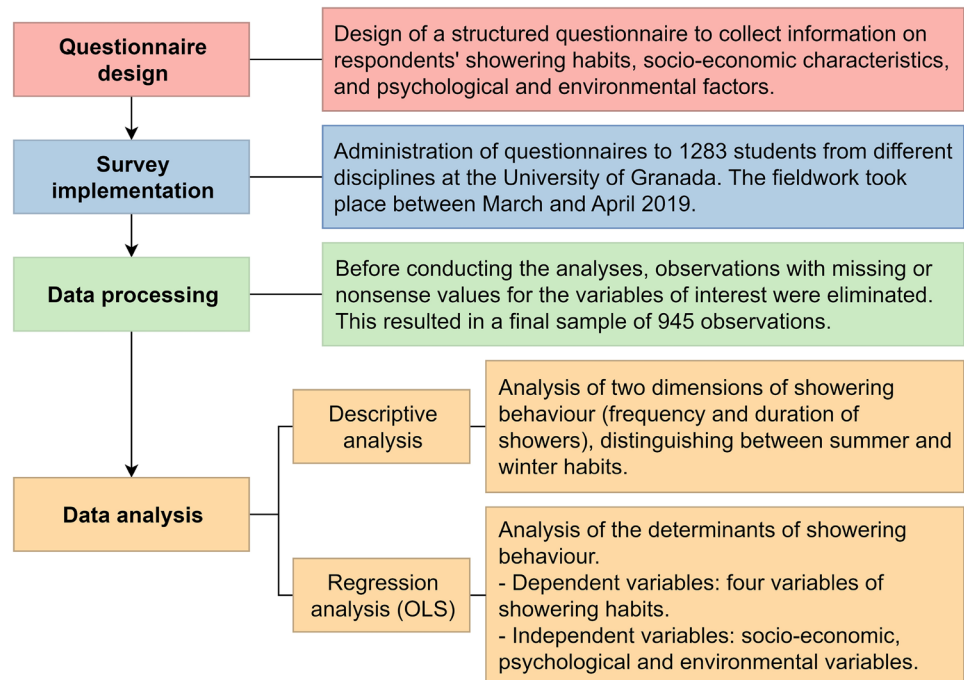 Questionnaire
design
Design of a structured questionnaire to collect information on
respondents' showering habits, socio-economic characteristics,
and psychological and environmental factors.
Survey
implementation
Administration of questionnaires to 1283 students from different
disciplines at the University of Granada. The fieldwork took
place between March and April 2019.
Data processing
Before conducting the analyses, observations with missing or
nonsense values for the variables of interest were eliminated.
This resulted in a final sample of 945 observations.
Data analysis
Descriptive
analysis
Analysis of two dimensions of showering
behaviour (frequency and duration of
showers), distinguishing between summer and
winter habits.
Regression
analysis (OLS)
Analysis of the determinants of showering
behaviour.
- Dependent variables: four variables of
showering habits.
- Independent variables: socio-economic,
psychological and environmental variables.